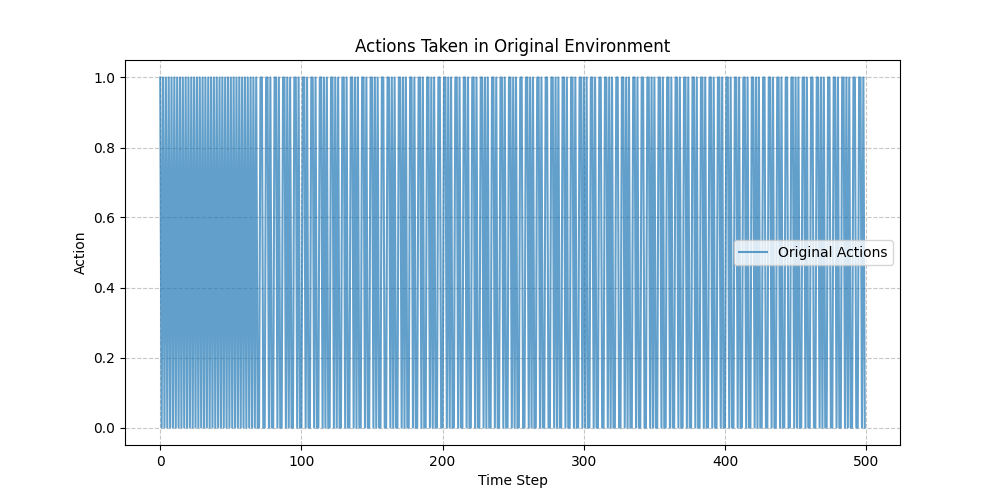 Actions Taken in Original Environment
1.0
0.8
0.6
0.4
0.2
0.0
Action
Original Actions
0 100 200 300 400 500
Time Step